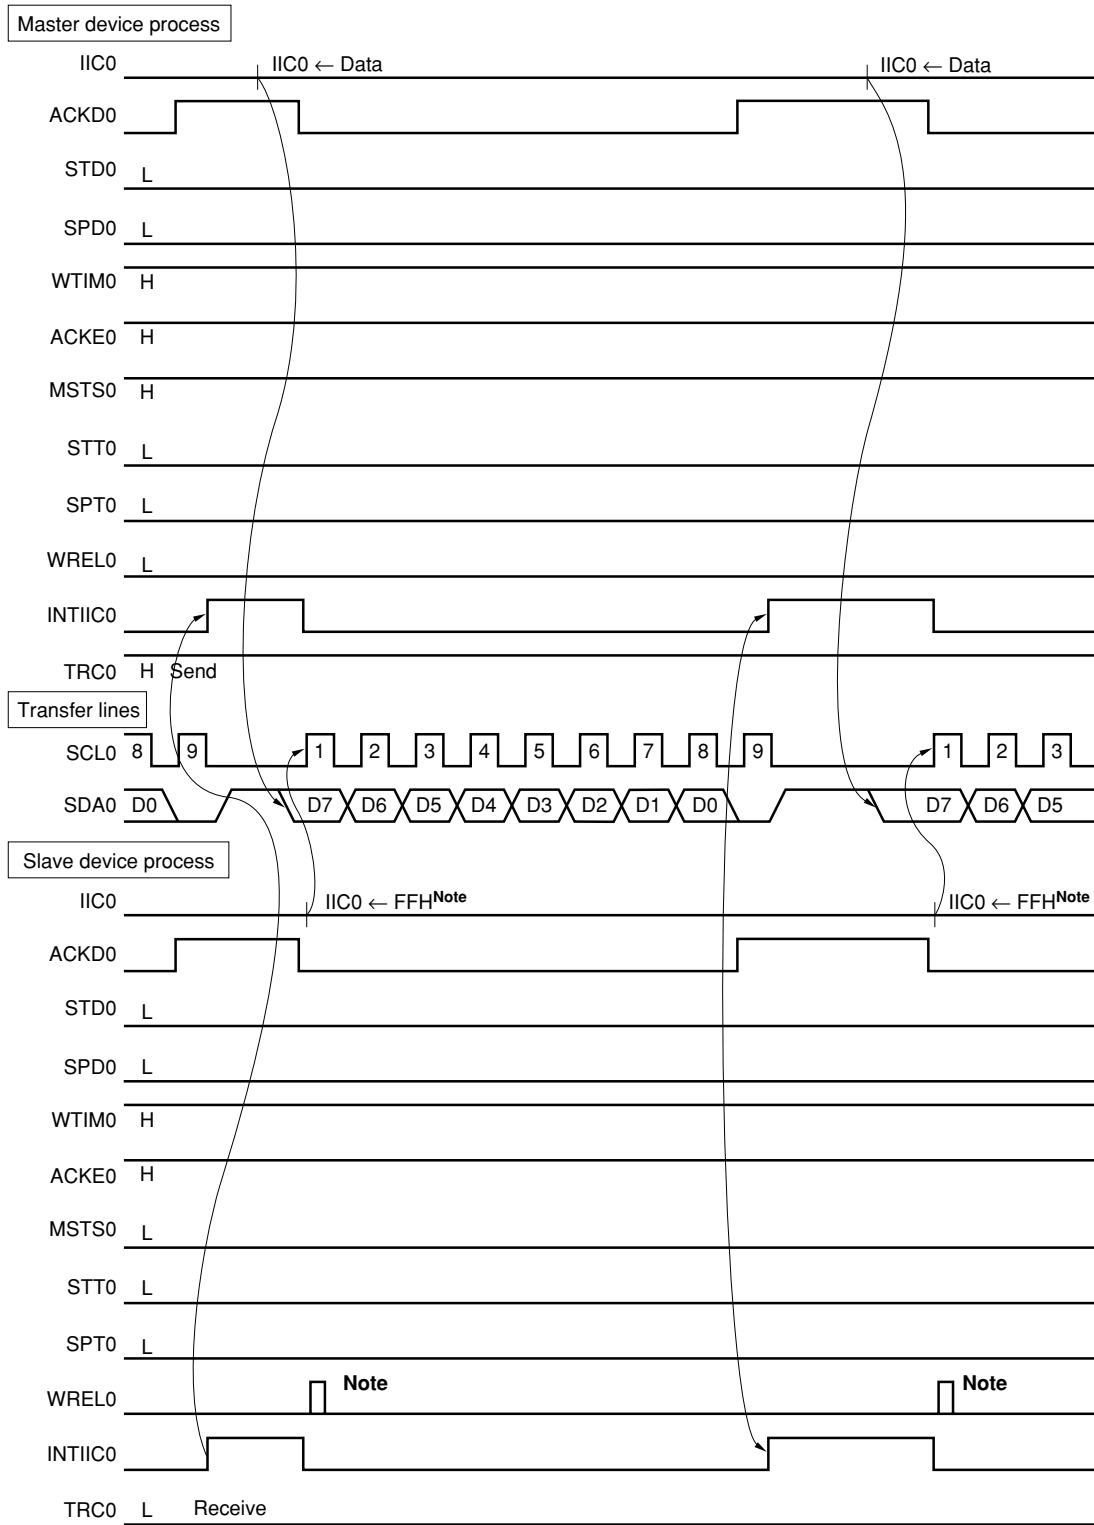 Master device process
IIC0 IIC0 ← Data IIC0 ← Data
ACKD0
STD0 L
SPD0 L
WTIM0 H
ACKE0 H
MSTS0 H
STT0 L
SPT0 L
WREL0 L
INTIIC0
TRC0 H Send
Transfer lines
SCL0 8 9 1 2 3 4 5 6 7 8 9 1 2 3
SDA0 D0 D7 D6 D5 D4 D3 D2 D1 D0 D7 D6 D5
Slave device process
IIC0 IIC0 ← FFHNote IIC0 ← FFHNote
ACKD0
STD0 L
SPD0 L
WTIM0 H
ACKE0 H
MSTS0 L
STT0 L
SPT0 L
WREL0 Note Note
INTIIC0
TRC0 L Receive